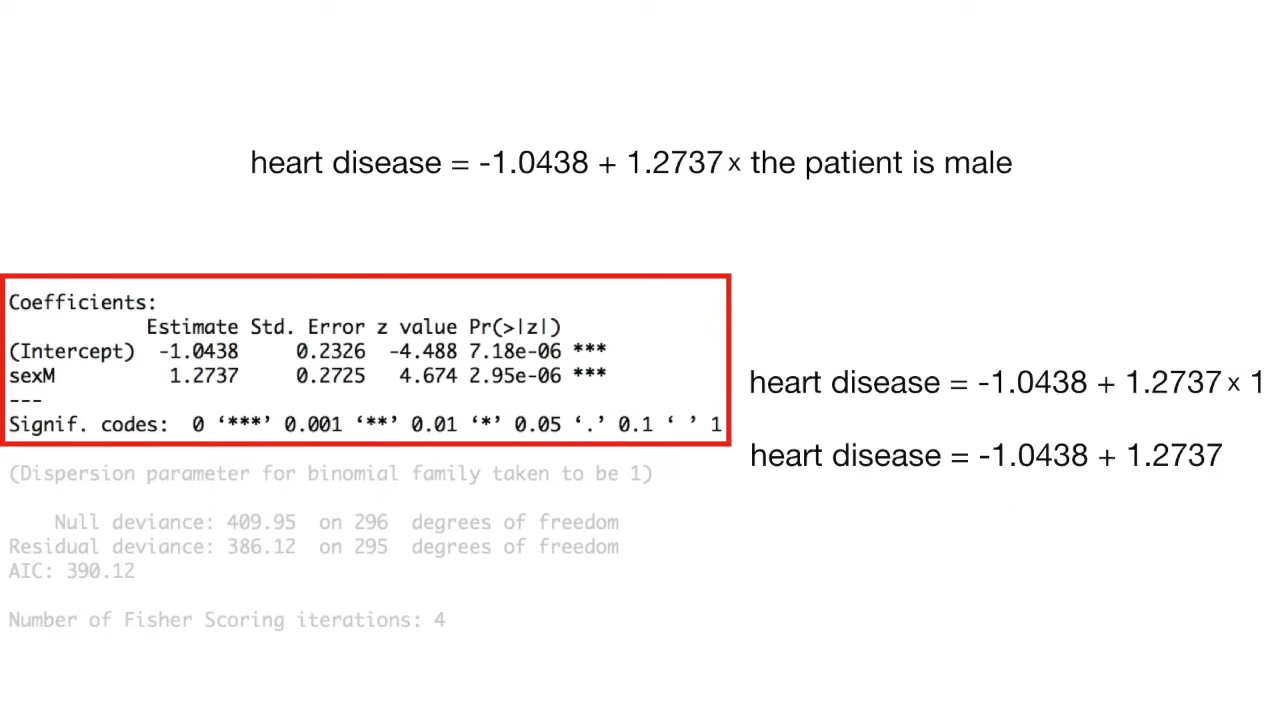 heart disease = -1.0438 + 1.2737 x the patient is male
Coefficients:
Estimate Std. Error z value Pr(>|z|)
(Intercept) -1.0438 0.2326 -4.488 7.18e-06 ***
sexM 1.2737 0.2725 4.674 2.95e-06 ***
---
Signif. codes: 0 ‘***’ 0.001 ‘**’ 0.01 ‘*’ 0.05 ‘.’ 0.1 ‘ ’ 1
heart disease = -1.0438 + 1.2737 x 1
heart disease = -1.0438 + 1.2737
(Dispersion parameter for binomial family taken to be 1)
Null deviance: 409.95 on 296 degrees of freedom
Residual deviance: 386.12 on 295 degrees of freedom
AIC: 390.12
Number of Fisher Scoring iterations: 4